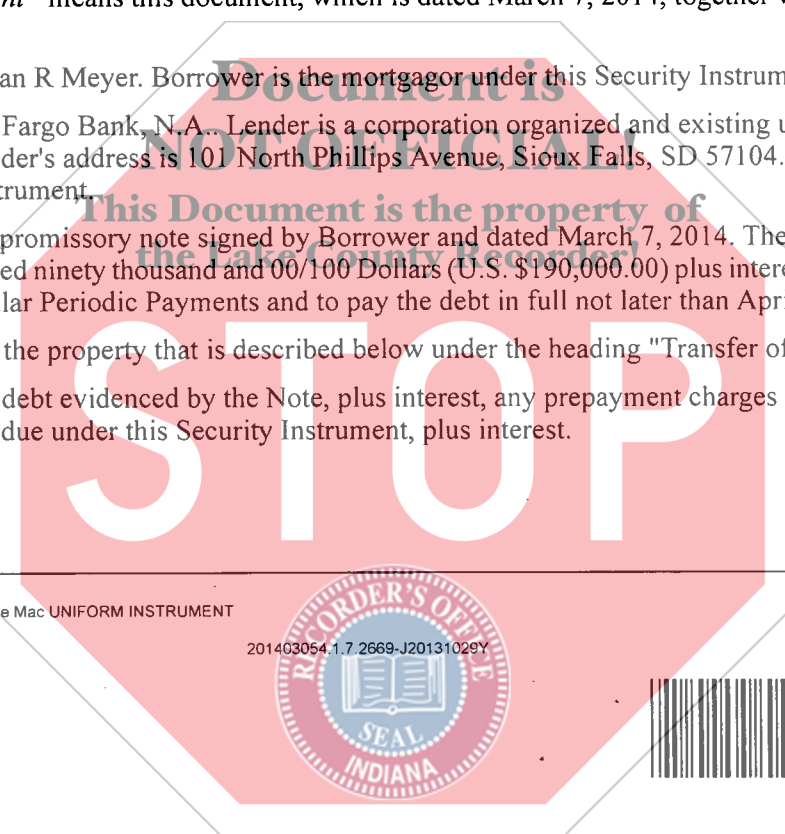 means this document, which is dated March 7, 2014, together
an R Meyer. Borrower is the mortgagor under this Security Instrum
Document is
Fargo Bank, N.A.. Lender is a corporation organized and existing u
NOT OFFICIAL!
der's address is 101 North Phillips Avenue, Sioux Falls, SD 57104.
trument.
This Document is the property of
promissory note signed by Borrower and dated March 7, 2014. The
the Lake County Recorder!
ed ninety thousand and 00/100 Dollars (U.S. $190,000.00) plus intere
lar Periodic Payments and to pay the debt in full not later than Apri
the property that is described below under the heading "Transfer of
STOP
debt evidenced by the Note, plus interest, any prepayment charges
due under this Security Instrument, plus interest.
e Mac UNIFORM INSTRUMENT
201403054.1.7.2669-J20131029Y
RECORDER'S OFFICE
SEAL
INDIANA